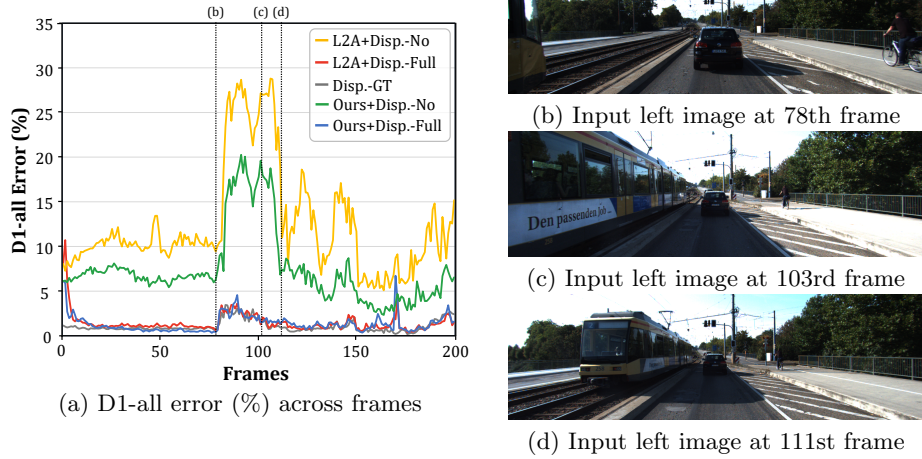 (b) (c) (d)
35
30
25
20
15
10
5
0
D1-all Error (%)
L2A+Disp.-No
L2A+Disp.-Full
Disp.-GT
Ours+Disp.-No
Ours+Disp.-Full
0 50 100 150 200
Frames
(a) D1-all error (%) across frames
(b) Input left image at 78th frame
Den passenden Job ...
(c) Input left image at 103rd frame
(d) Input left image at 111st frame